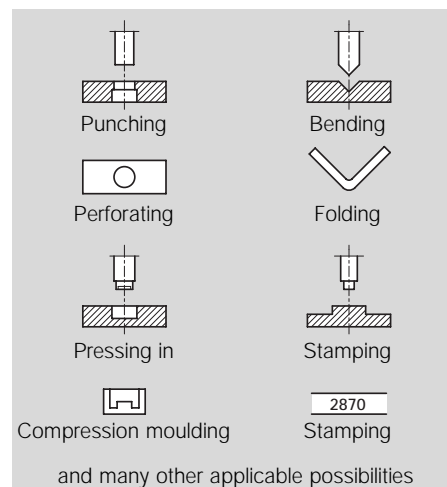 Punching
Bending
Perforating
Folding
Pressing in
Stamping
2870
Compression moulding
Stamping
and many other applicable possibilities